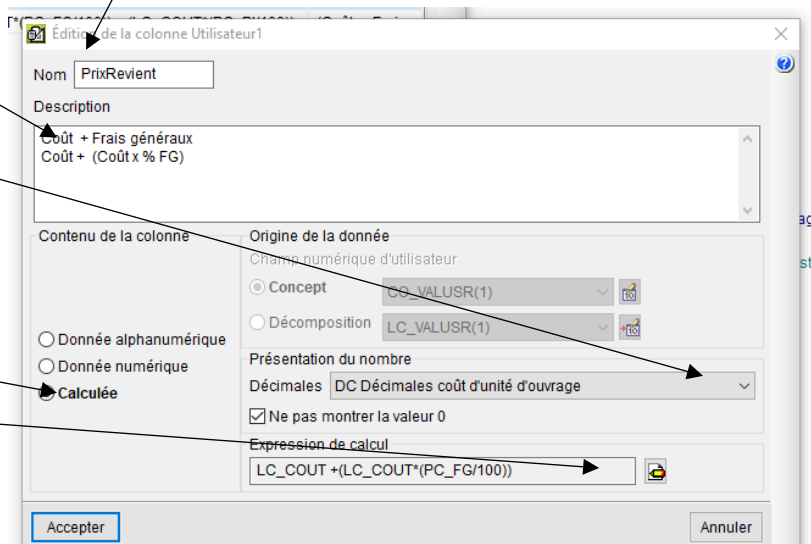 Édition de la colonne Utilisateur1
Nom PrixRevient
Description
Coût + Frais généraux
Coût + (Coût x % FG)
Contenu de la colonne
Donnée alphanumérique
Donnée numérique
Calculée
Origine de la donnée
Champ numérique d'utilisateur
Concept CO_VALUSR(1)
Décomposition LC_VALUSR(1)
Présentation du nombre
Décimales DC Décimales coût d'unité d'ouvrage
Ne pas montrer la valeur 0
Expression de calcul
LC_COUT +(LC_COUT*(PC_FG/100))
Accepter Annuler